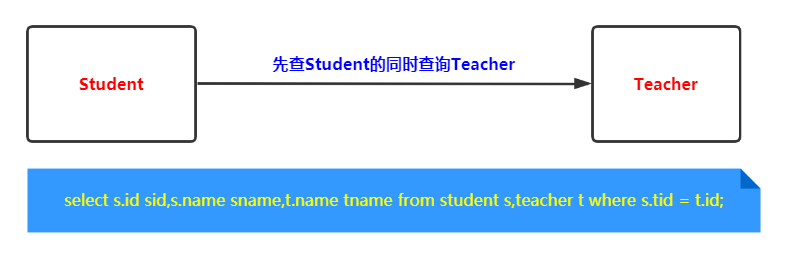 先查Student的同时查询Teacher
Student
Teacher
select s.id sid,s.name sname,t.name tname from student s,teacher t where s.tid = t.id;